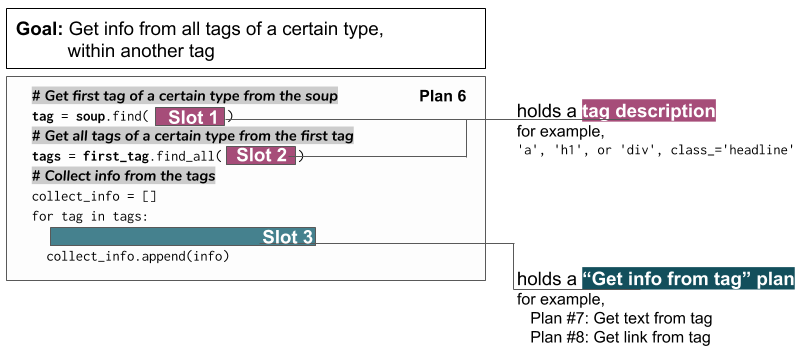 Goal: Get info from all tags of a certain type,
within another tag
Plan 6
# Get first tag of a certain type from the soup
tag = soup.find( Slot 1 )
# Get all tags of a certain type from the first tag
tags = first_tag.find_all( Slot 2 )
# Collect info from the tags
collect_info = []
for tag in tags:
Slot 3
collect_info.append(info)
holds a tag description
for example,
'a', 'h1', or 'div', class_='headline'
holds a “Get info from tag” plan
for example,
Plan #7: Get text from tag
Plan #8: Get link from tag